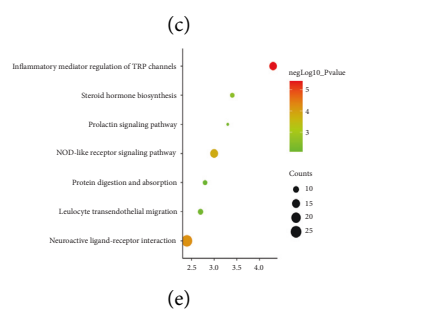 (c)
Inflammatory mediator regulation of TRP channels
Steroid hormone biosynthesis
Prolactin signaling pathway
NOD-like receptor signaling pathway
Protein digestion and absorption
Leulocyte transendothelial migration
Neuroactive ligand-receptor interaction
2.5 3.0 3.5 4.0
negLog10_Pvalue
5
4
3
Counts
10
15
20
25
(e)